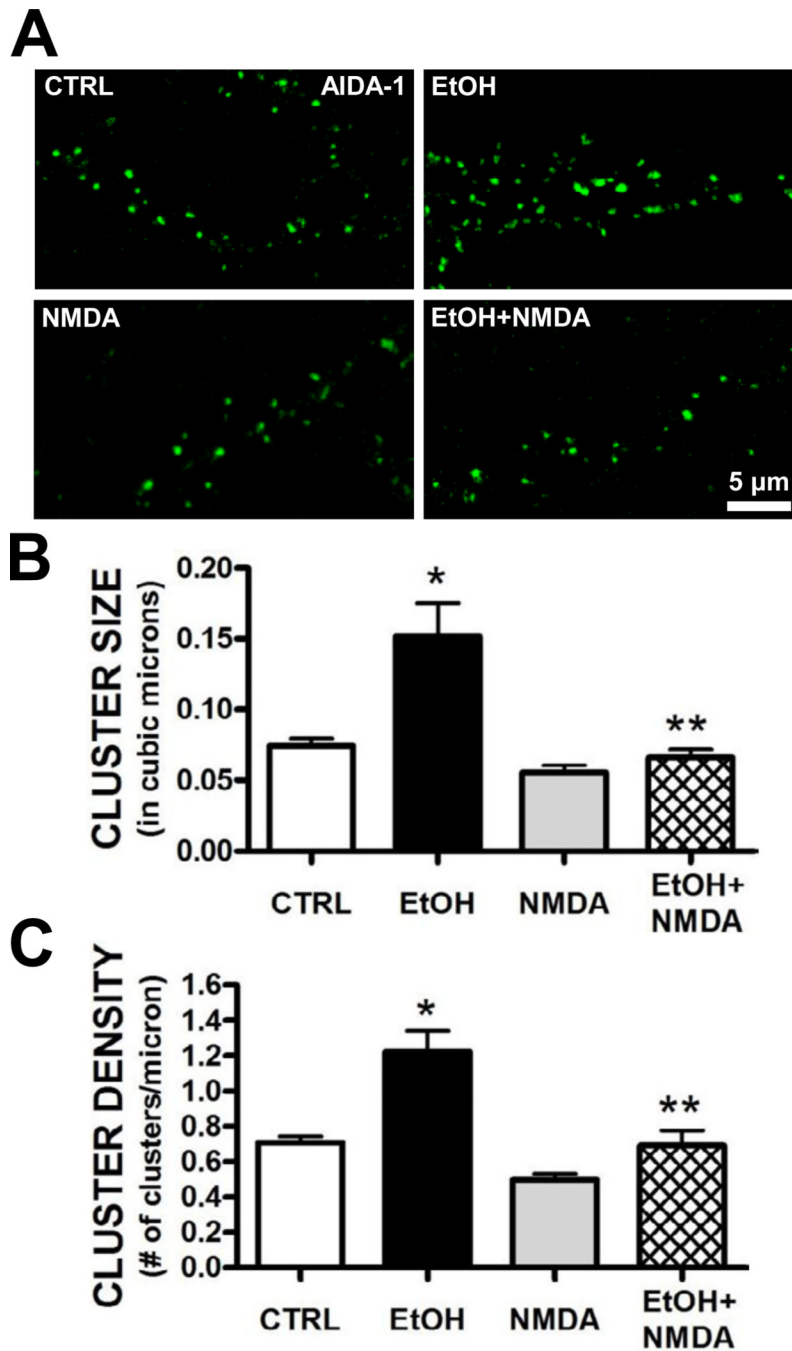 A
CTRL AIDA-1 EtOH
NMDA EtOH+NMDA
5 µm
B
CLUSTER SIZE
(in cubic microns)
0.20
0.15
0.10
0.05
0.00
*
**
CTRL EtOH NMDA EtOH+
NMDA
C
CLUSTER DENSITY
(# of clusters/micron)
1.6
1.4
1.2
1.0
0.8
0.6
0.4
0.2
0.0
*
**
CTRL EtOH NMDA EtOH+
NMDA